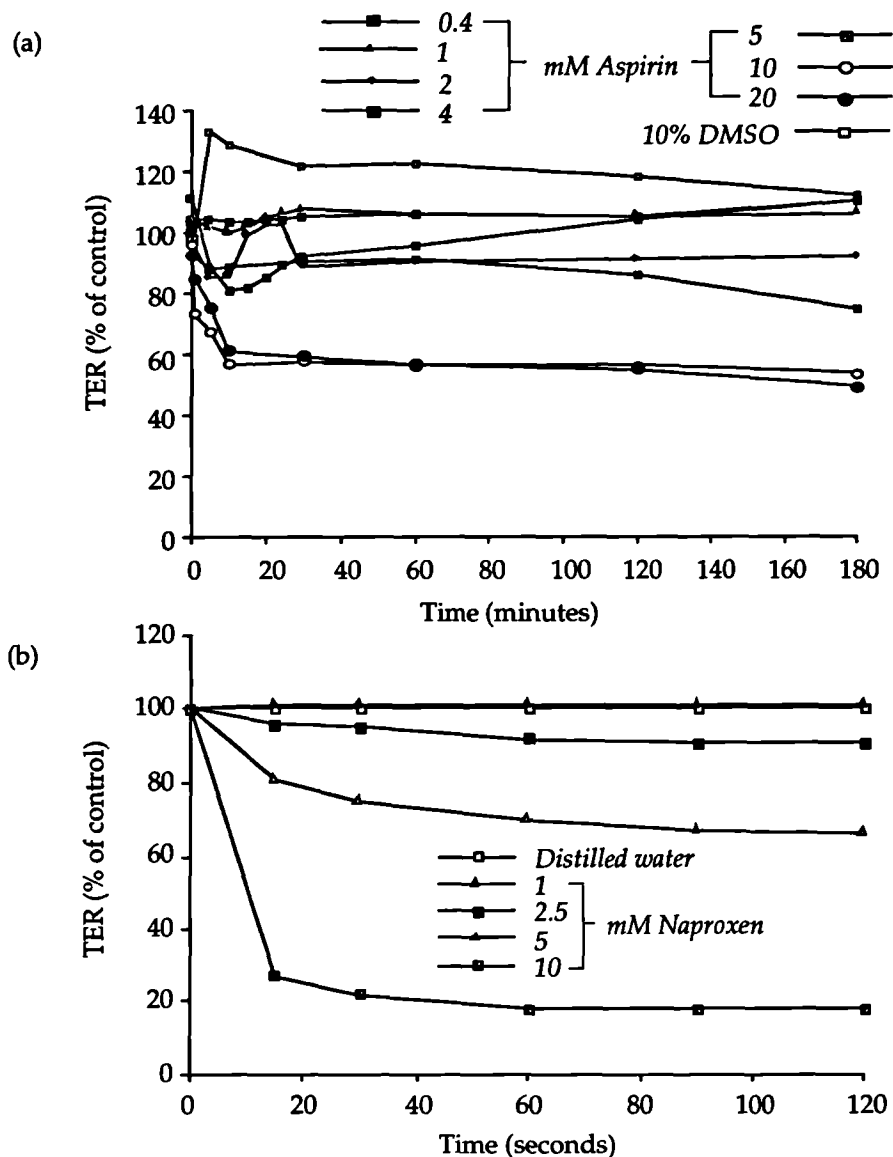 (a)
0.4
1
2
4
mM Aspirin
5
10
20
10% DMSO
TER (% of control)
140
120
100
80
60
40
20
0
0 20 40 60 80 100 120 140 160 180
Time (minutes)
(b)
TER (% of control)
120
100
80
60
40
20
0
Distilled water
1
2.5
5
10
mM Naproxen
0 20 40 60 80 100 120
Time (seconds)